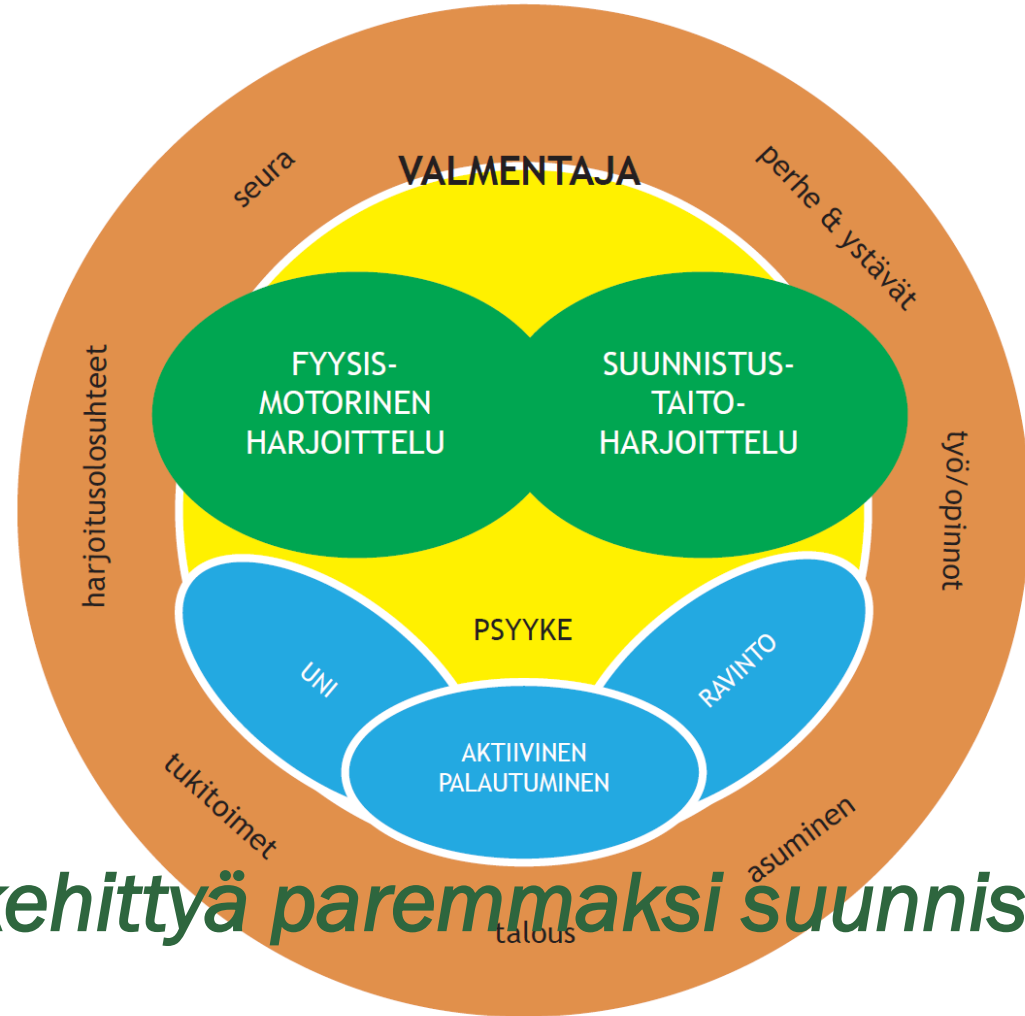 VALMENTAJA
seura
perhe & ystävät
harjoitusolosuhteet
FYYSIS-
MOTORINEN
HARJOITTELU
SUUNNISTUS-
TAITO-
HARJOITTELU
työ/opinnot
PSYYKE
UNI
RAVINTO
AKTIIVINEN
PALAUTUMINEN
tukitoimet
asuminen
kehittyä paremmaksi suunnis
talous